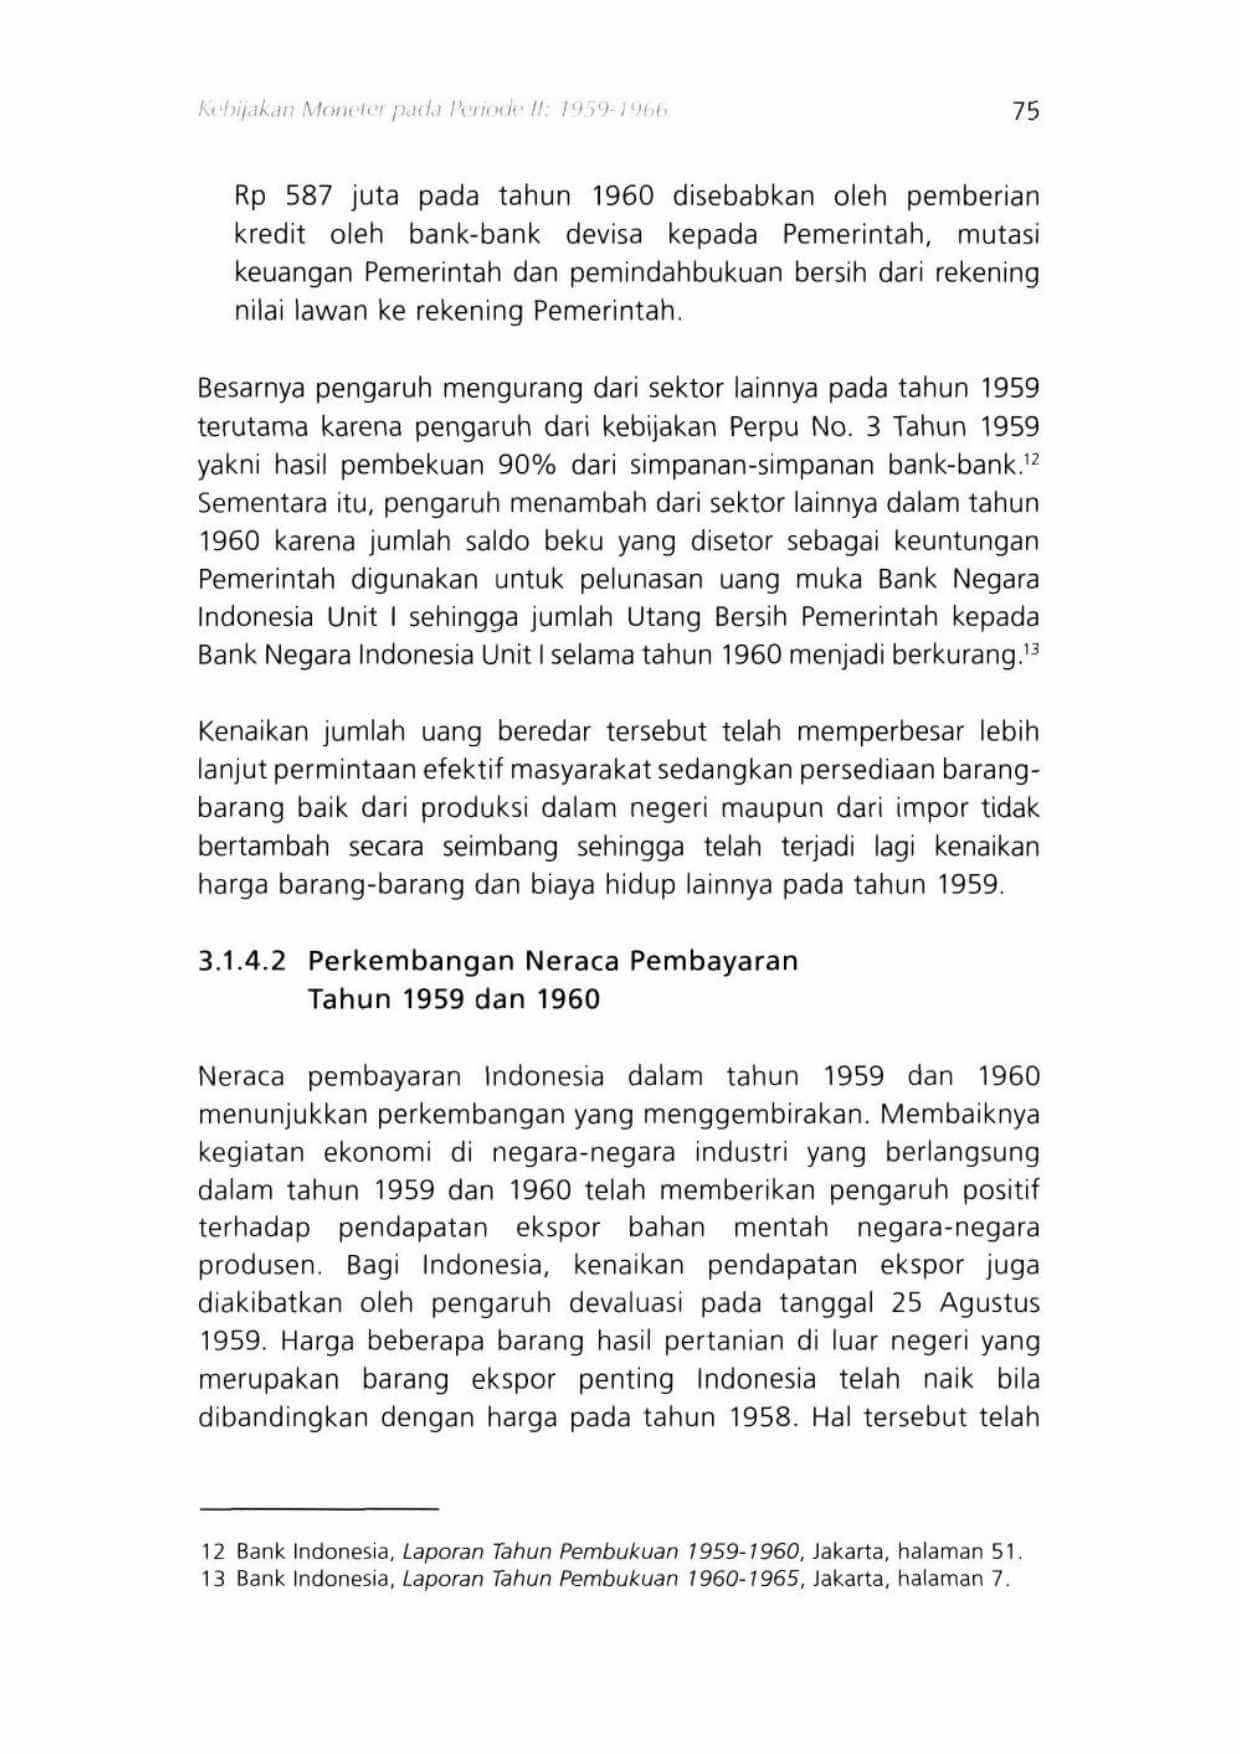 Kebijakan Moneter pada Periode II: 1959-1966
75
Rp 587 juta pada tahun 1960 disebabkan oleh pemberian
kredit oleh bank-bank devisa kepada Pemerintah, mutasi
keuangan Pemerintah dan pemindahbukuan bersih dari rekening
nilai lawan ke rekening Pemerintah.
Besarnya pengaruh mengurang dari sektor lainnya pada tahun 1959
terutama karena pengaruh dari kebijakan Perpu No. 3 Tahun 1959
yakni hasil pembekuan 90% dari simpanan-simpanan bank-bank.¹²
Sementara itu, pengaruh menambah dari sektor lainnya dalam tahun
1960 karena jumlah saldo beku yang disetor sebagai keuntungan
Pemerintah digunakan untuk pelunasan uang muka Bank Negara
Indonesia Unit I sehingga jumlah Utang Bersih Pemerintah kepada
Bank Negara Indonesia Unit I selama tahun 1960 menjadi berkurang.¹³
Kenaikan jumlah uang beredar tersebut telah memperbesar lebih
lanjut permintaan efektif masyarakat sedangkan persediaan barang-
barang baik dari produksi dalam negeri maupun dari impor tidak
bertambah secara seimbang sehingga telah terjadi lagi kenaikan
harga barang-barang dan biaya hidup lainnya pada tahun 1959.
3.1.4.2 Perkembangan Neraca Pembayaran
Tahun 1959 dan 1960
Neraca pembayaran Indonesia dalam tahun 1959 dan 1960
menunjukkan perkembangan yang menggembirakan. Membaiknya
kegiatan ekonomi di negara-negara industri yang berlangsung
dalam tahun 1959 dan 1960 telah memberikan pengaruh positif
terhadap pendapatan ekspor bahan mentah negara-negara
produsen. Bagi Indonesia, kenaikan pendapatan ekspor juga
diakibatkan oleh pengaruh devaluasi pada tanggal 25 Agustus
1959. Harga beberapa barang hasil pertanian di luar negeri yang
merupakan barang ekspor penting Indonesia telah naik bila
dibandingkan dengan harga pada tahun 1958. Hal tersebut telah
12 Bank Indonesia, Laporan Tahun Pembukuan 1959-1960, Jakarta, halaman 51.
13 Bank Indonesia, Laporan Tahun Pembukuan 1960-1965, Jakarta, halaman 7.